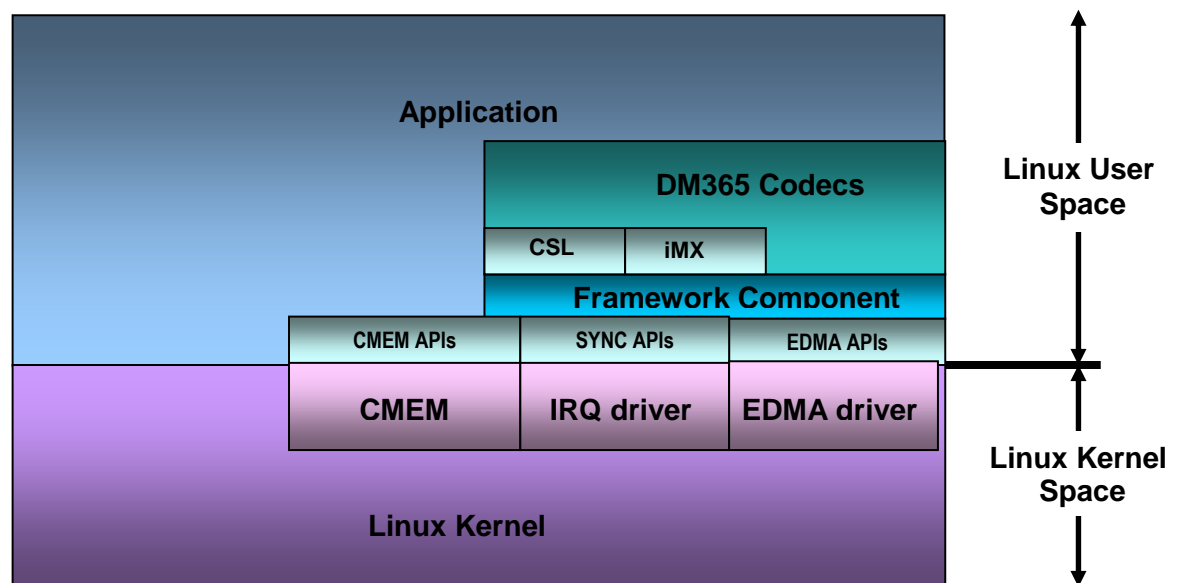 Application
DM365 Codecs
CSL
iMX
Framework Component
CMEM APIs
SYNC APIs
EDMA APIs
CMEM
IRQ driver
EDMA driver
Linux Kernel
Linux User
Space
Linux Kernel
Space